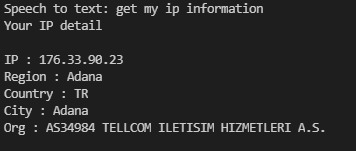 Speech to text: get my ip information
Your IP detail
IP : 176.33.90.23
Region : Adana
Country : TR
City : Adana
Org : AS34984 TELLCOM ILETISIM HIZMETLERI A.S.